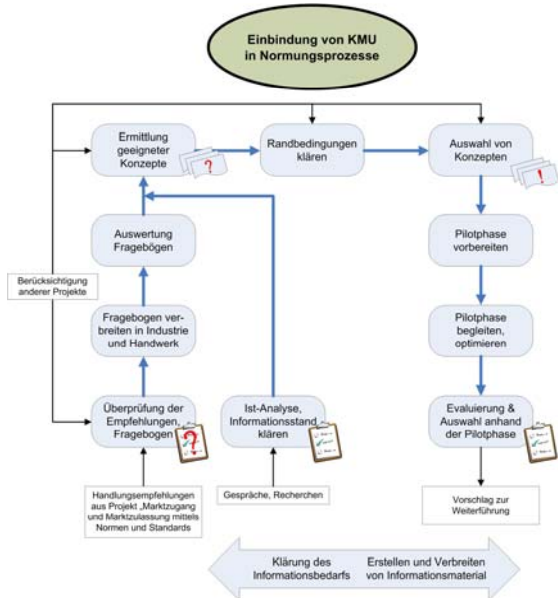 Einbindung von KMU
in Normungsprozesse
Ermittlung
geeigneter
Konzepte
?
Randbedingungen
klären
Auswahl von
Konzepten
!
Auswertung
Fragebögen
Pilotphase
vorbereiten
Berücksichtigung
anderer Projekte
Fragebogen ver-
breiten in Industrie
und Handwerk
Pilotphase
begleiten,
optimieren
Überprüfung der
Empfehlungen,
Fragebogen
?
Ist-Analyse,
Informationsstand
klären
Evaluierung &
Auswahl anhand
der Pilotphase
Handlungsempfehlungen
aus Projekt „Marktzugang
und Marktzulassung mittels
Normen und Standards
Gespräche, Recherchen
Vorschlag zur
Weiterführung
Klärung des
Informationsbedarfs
Erstellen und Verbreiten
von Informationsmaterial